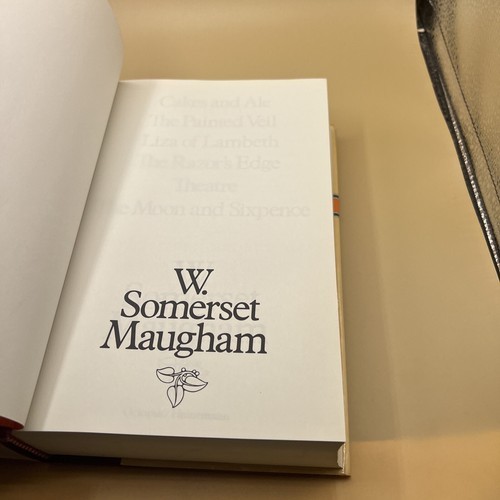 Cakes and Ale
The Painted Veil
Liza of Lambeth
The Razor's Edge
Theatre
The Moon and Sixpence
W.
Somerset
Maugham